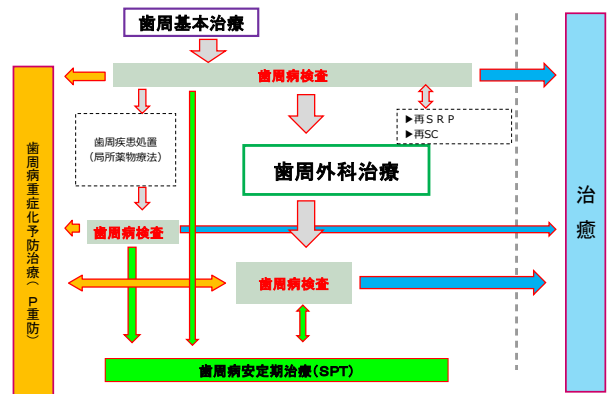 歯周基本治療
歯周病検査
▶再ＳＲＰ
▶再SC
歯周疾患処置
(局所薬物療法)
歯周外科治療
歯周病検査
歯周病検査
歯周病安定期治療(SPT)
歯周病重症化予防治療(Ｐ重防)
治癒